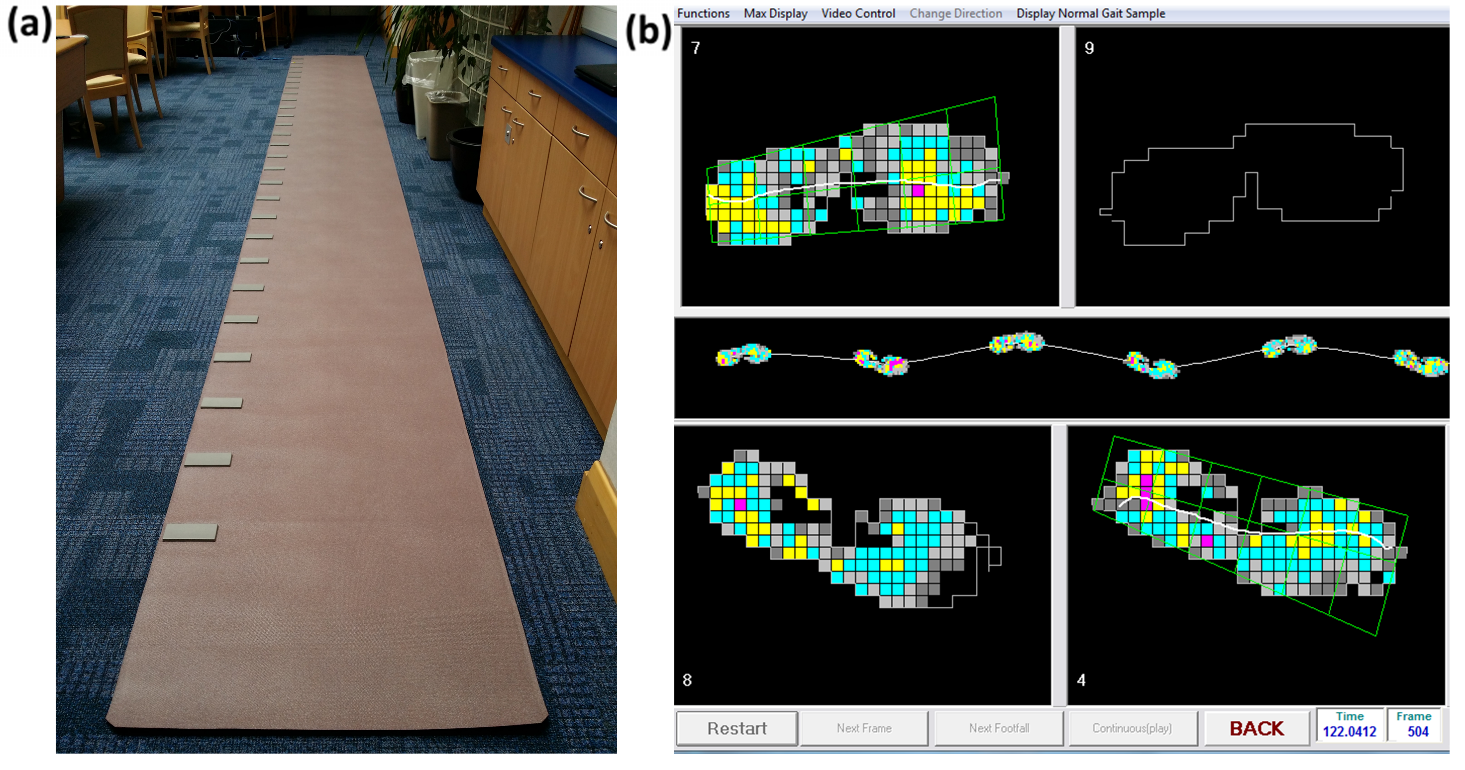 (a)
(b)
Functions Max Display Video Control Change Direction Display Normal Gait Sample
7
9
8
4
Restart
Next Frame
Next Footfall
Continuous(play)
BACK
Time
122.0412
Frame
504